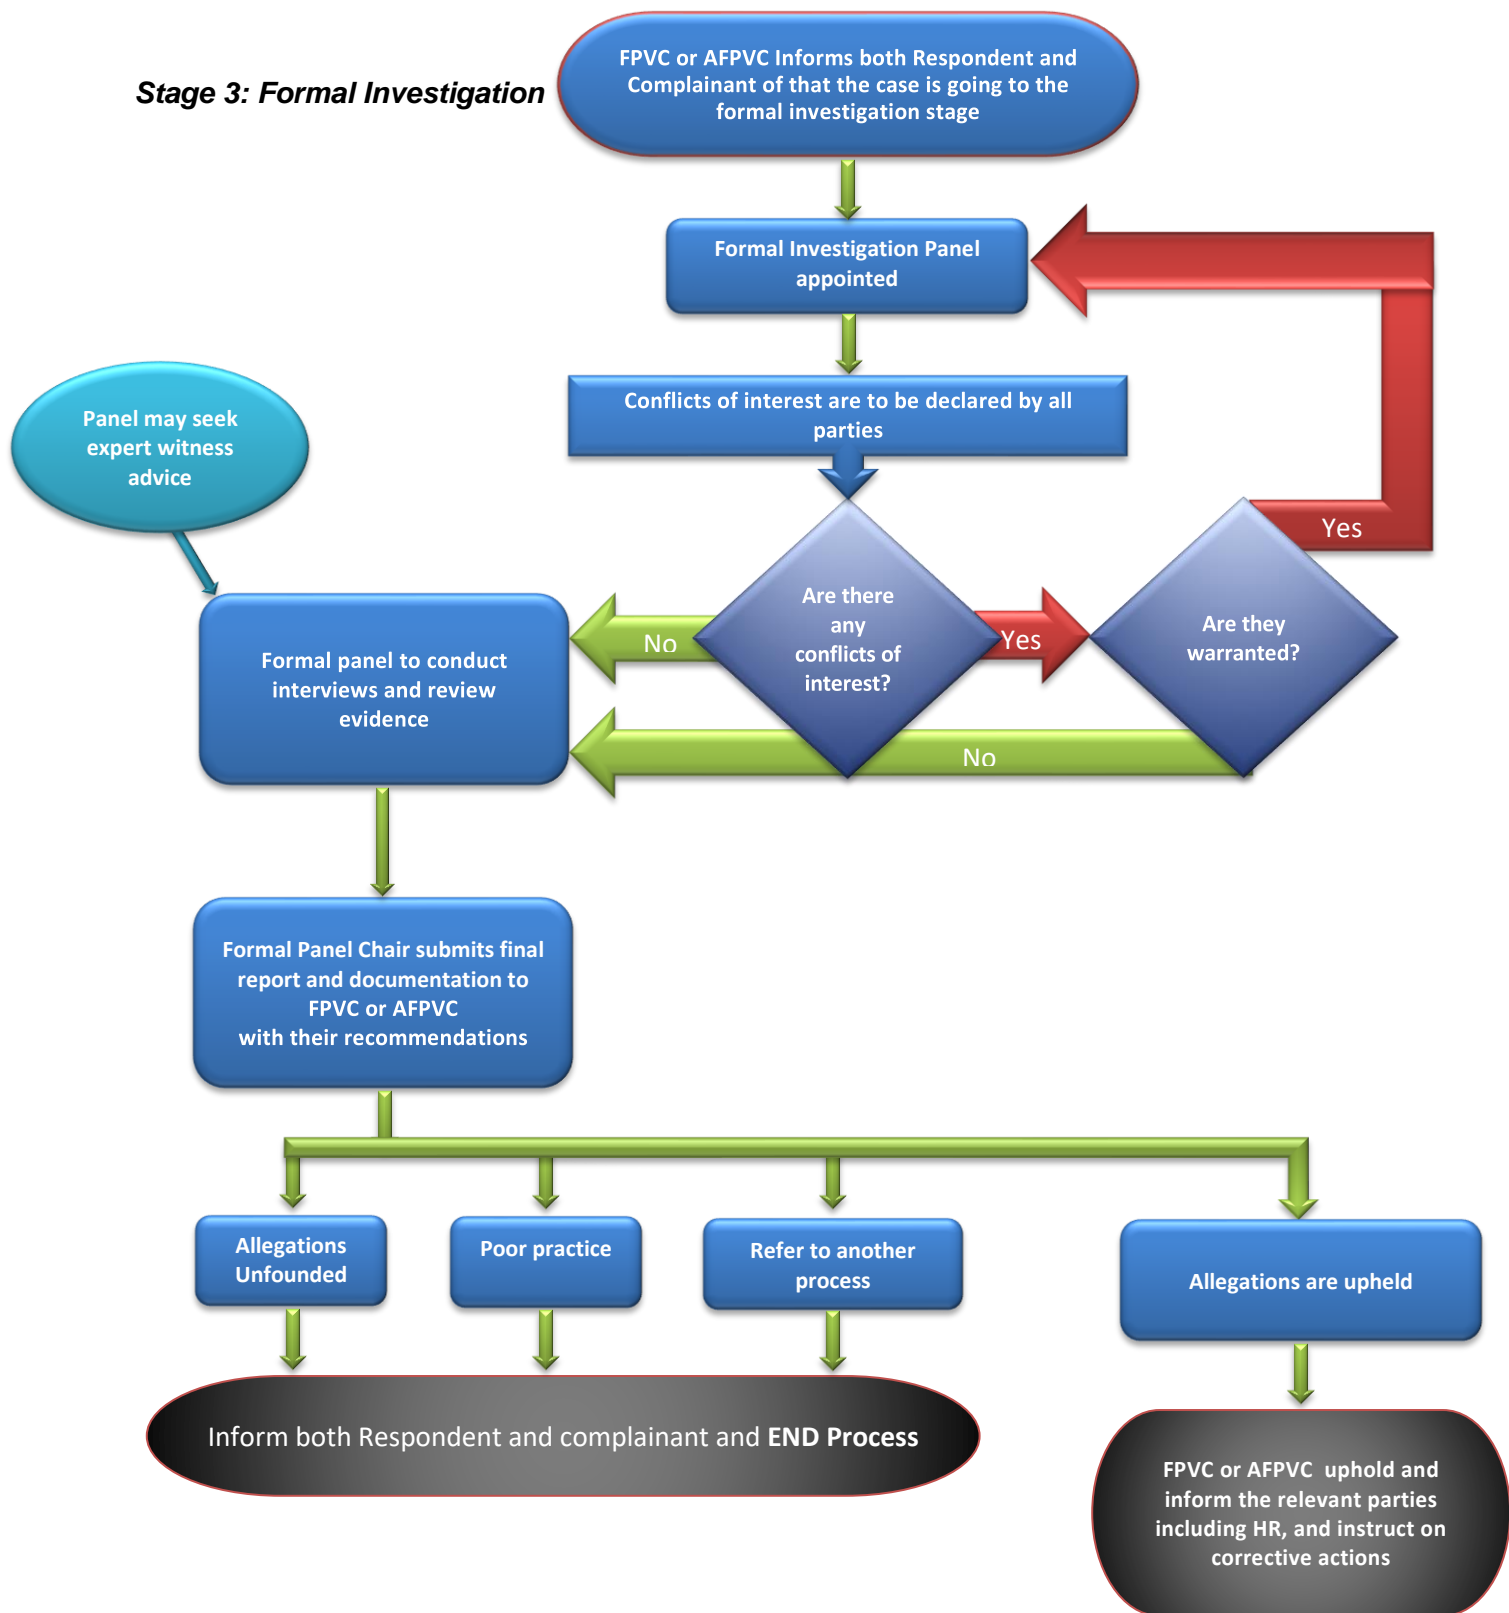 FPVC or AFPVC Informs both Respondent and
Complainant of that the case is going to the
formal investigation stage
Stage 3: Formal Investigation
Formal Investigation Panel
appointed
Conflicts of interest are to be declared by all
parties
Panel may seek
expert witness
advice
Are there
any
conflicts of
interest?
Yes
Are they
warranted?
Yes
No
No
Formal panel to conduct
interviews and review
evidence
Formal Panel Chair submits final
report and documentation to
FPVC or AFPVC
with their recommendations
Allegations
Unfounded
Poor practice
Refer to another
process
Allegations are upheld
Inform both Respondent and complainant and END Process
FPVC or AFPVC  uphold and
inform the relevant parties
including HR, and instruct on
corrective actions